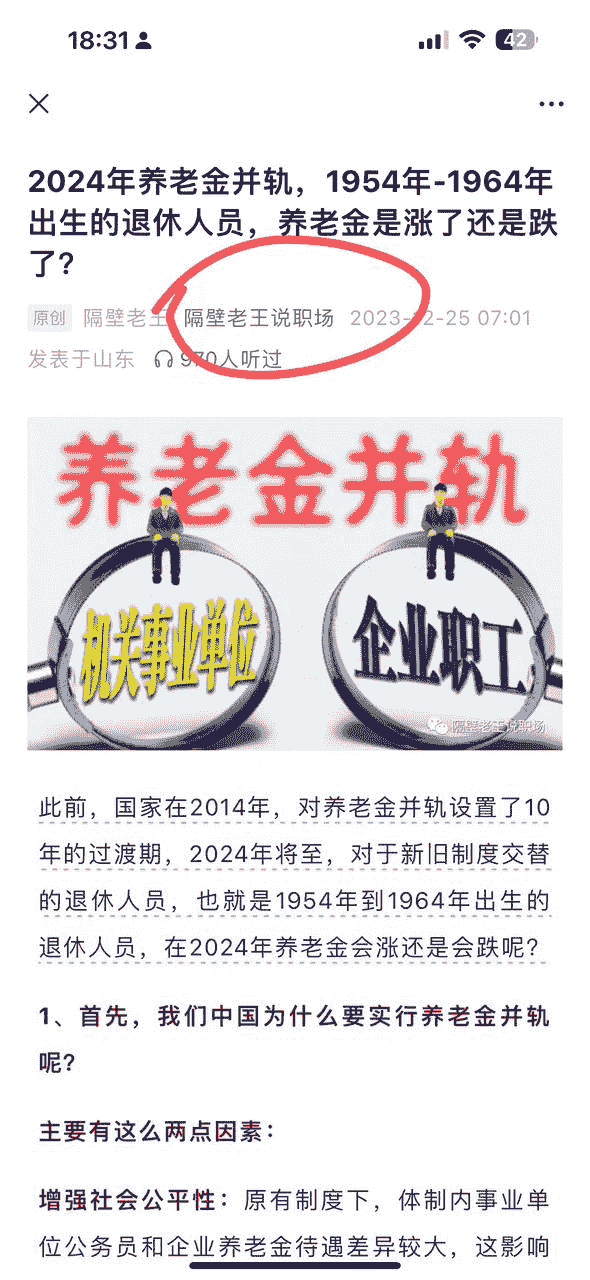 18:31
42
2024年养老金并轨，1954年-1964年
出生的退休人员，养老金是涨了还是跌
了？
原创 隔壁老王 隔壁老王说职场 2023-12-25 07:01
发表于山东 970人听过
养老金并轨
机关事业单位
企业职工
隔壁老王说职场
此前，国家在2014年，对养老金并轨设置了10
年的过渡期，2024年将至，对于新旧制度交替
的退休人员，也就是1954年到1964年出生的
退休人员，在2024年养老金会涨还是会跌呢？
1、首先，我们中国为什么要实行养老金并轨
呢？
主要有这么两点因素：
增强社会公平性：原有制度下，体制内事业单
位公务员和企业养老金待遇差异较大，这影响